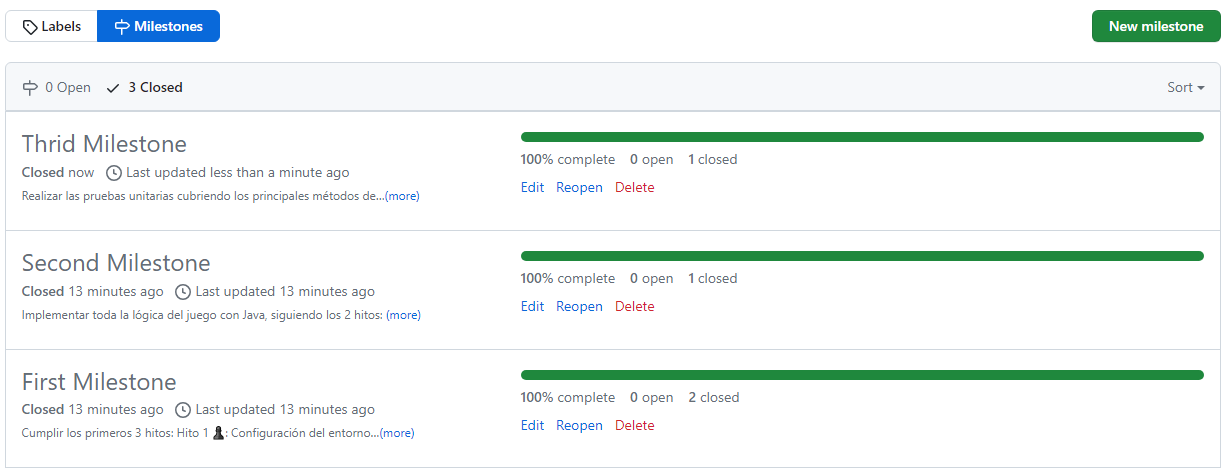 Labels Milestones New milestone
0 Open 3 Closed Sort
Thrid Milestone
Closed now Last updated less than a minute ago
Realizar las pruebas unitarias cubriendo los principales métodos de...(more)
100% complete 0 open 1 closed
Edit Reopen Delete
Second Milestone
Closed 13 minutes ago Last updated 13 minutes ago
Implementar toda la lógica del juego con Java, siguiendo los 2 hitos: (more)
100% complete 0 open 1 closed
Edit Reopen Delete
First Milestone
Closed 13 minutes ago Last updated 13 minutes ago
Cumplir los primeros 3 hitos: Hito 1 ♟️: Configuración del entorno...(more)
100% complete 0 open 2 closed
Edit Reopen Delete